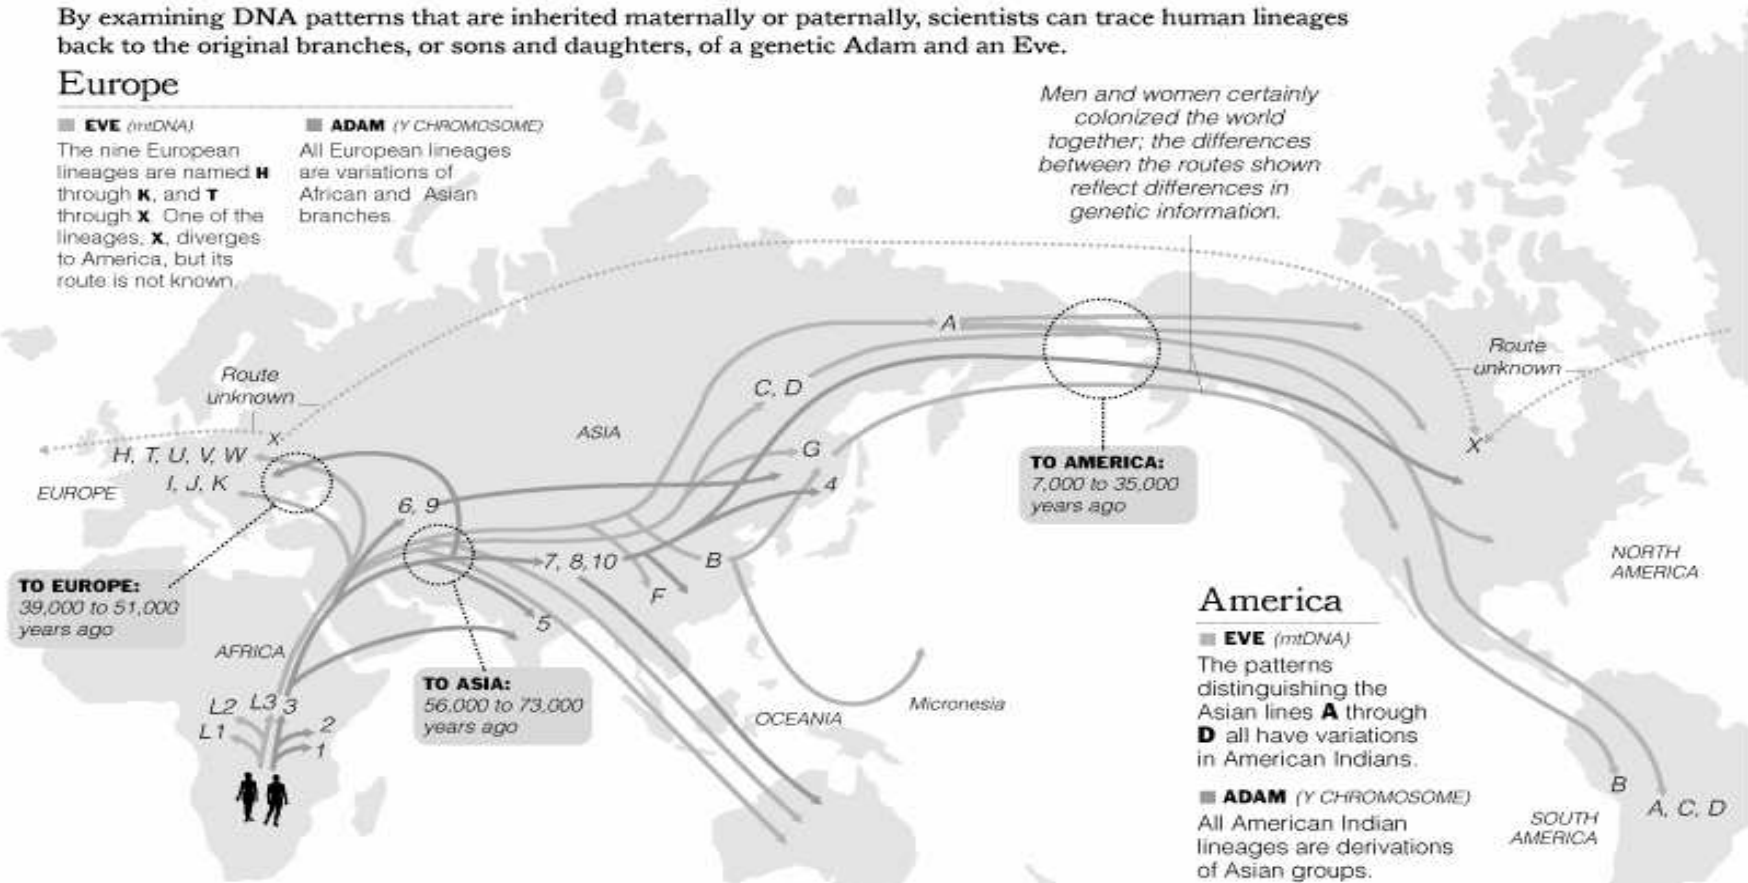 By examining DNA patterns that are inherited maternally or paternally, scientists can trace human lineages
back to the original branches, or sons and daughters, of a genetic Adam and an Eve.
Europe
EVE (mtDNA)
The nine European
lineages are named H
through K, and T
through X. One of the
lineages, X, diverges
to America, but its
route is not known.
ADAM (Y CHROMOSOME)
All European lineages
are variations of
African and Asian
branches.
Men and women certainly
colonized the world
together; the differences
between the routes shown
reflect differences in
genetic information.
Route
unknown
X
H, T, U, V, W
I, J, K
EUROPE
ASIA
A
C, D
G
4
6, 9
7, 8, 10
B
F
5
Route
unknown
X
TO AMERICA:
7,000 to 35,000
years ago
TO EUROPE:
39,000 to 51,000
years ago
AFRICA
TO ASIA:
56,000 to 73,000
years ago
L2
L3
3
L1
2
1
OCEANIA
Micronesia
NORTH
AMERICA
America
EVE (mtDNA)
The patterns
distinguishing the
Asian lines A through
D all have variations
in American Indians.
ADAM (Y CHROMOSOME)
All American Indian
lineages are derivations
of Asian groups.
B
A, C, D
SOUTH
AMERICA